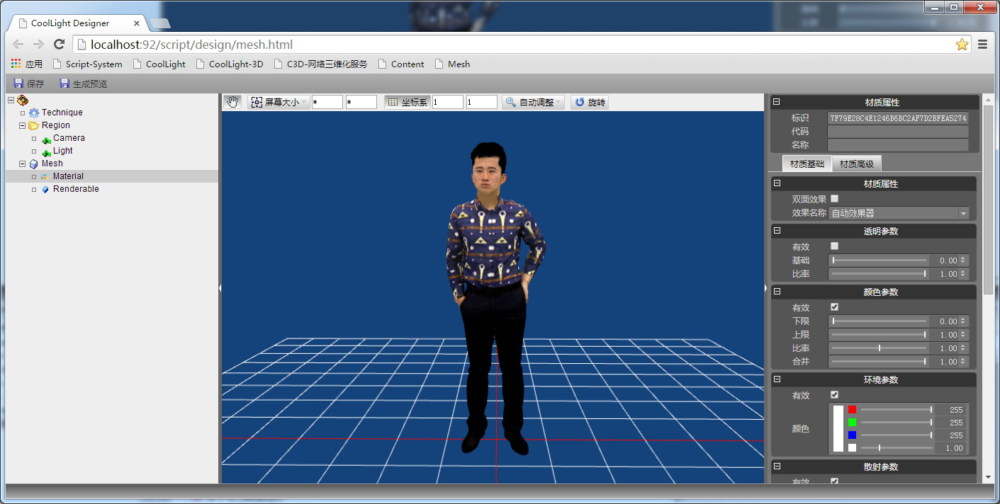 CoolLight Designer
localhost:92/script/design/mesh.html
应用 Script-System CoolLight CoolLight-3D C3D-网络三维化服务 Content Mesh
保存 生成预览
Technique
Region
Camera
Light
Mesh
Material
Renderable
屏幕大小 * * 坐标系 1 1 自动调整 旋转
材质属性
标识 7F79E28C4E1246B6BC2AF7D2BFEA5274
代码
名称
材质基础 材质高级
材质属性
双面效果
效果名称 自动效果器
透明参数
有效
基础 0.00
比率 1.00
颜色参数
有效
下限 0.00
上限 1.00
比率 1.00
合并 1.00
环境参数
有效
颜色
255
255
255
1.00
散射参数
有效